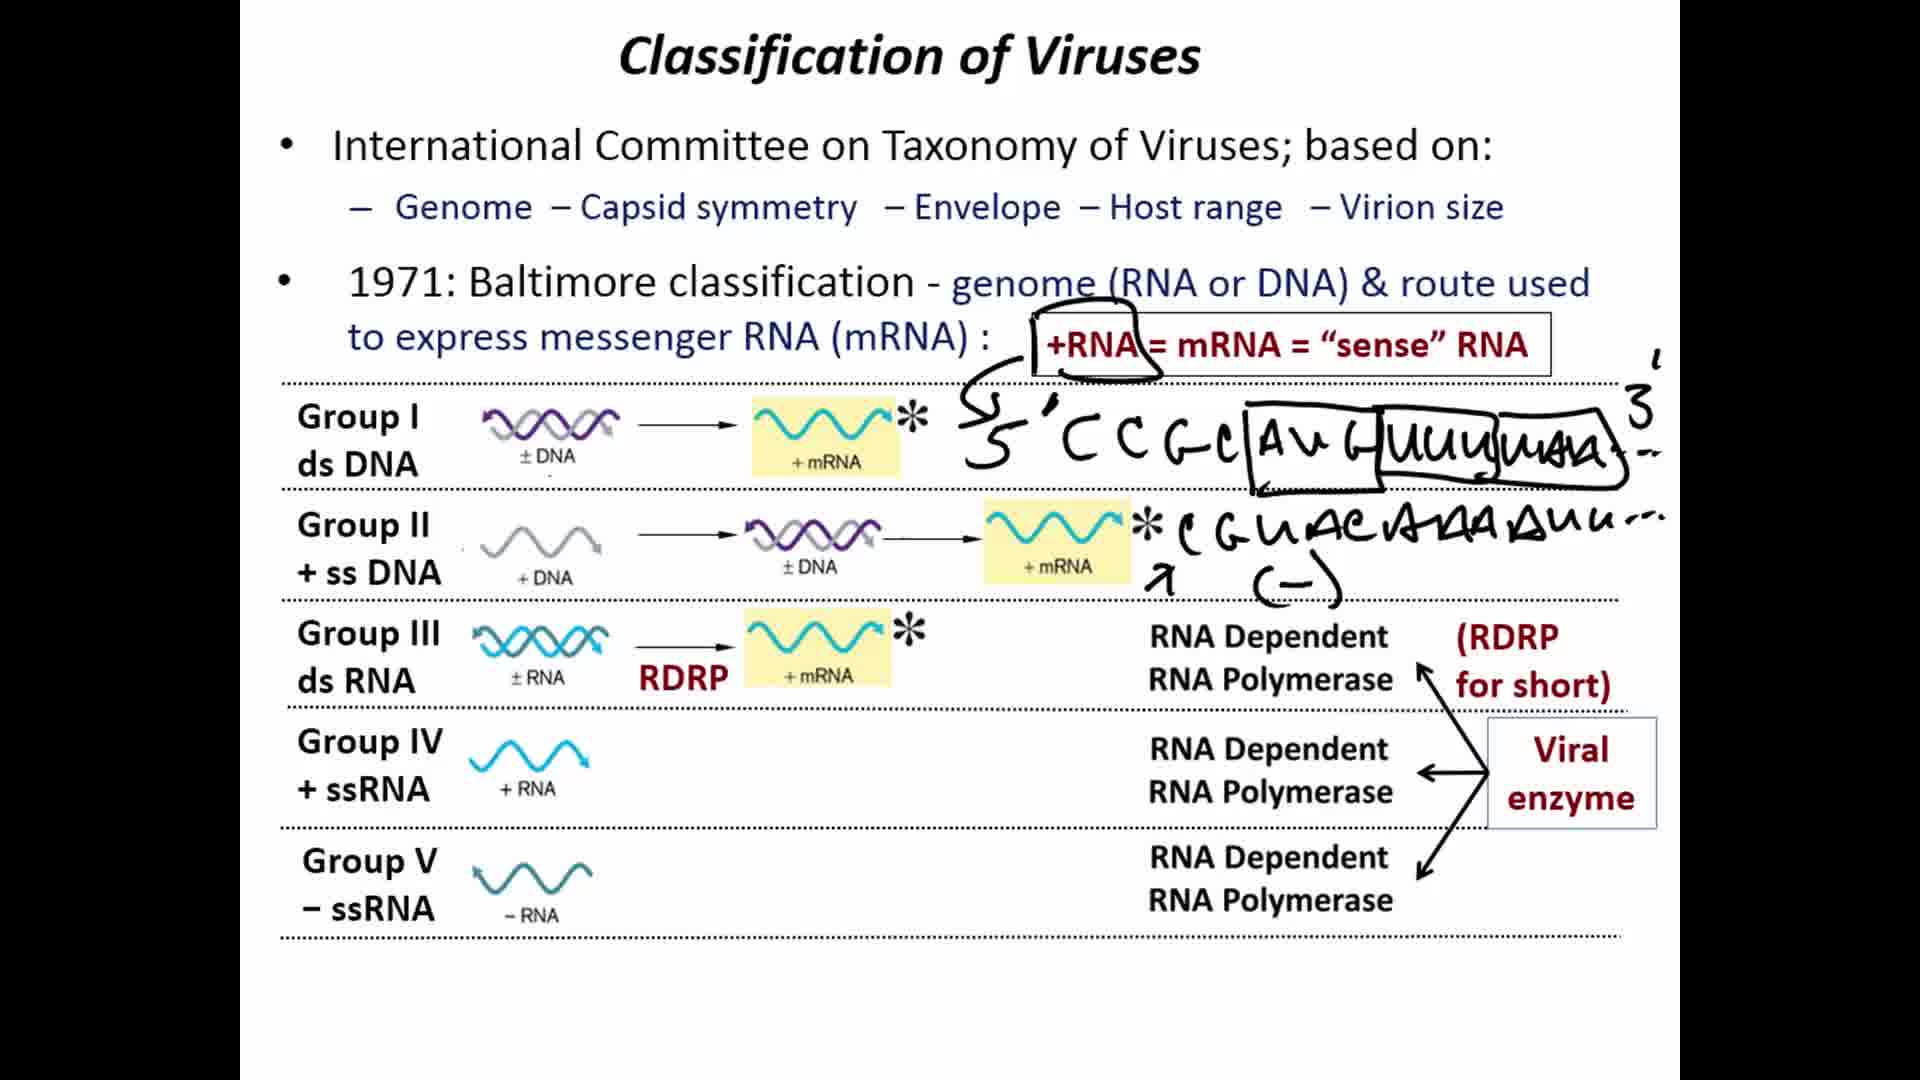 Classification of Viruses
• International Committee on Taxonomy of Viruses; based on:
– Genome – Capsid symmetry – Envelope – Host range – Virion size
• 1971: Baltimore classification - genome (RNA or DNA) & route used
to express messenger RNA (mRNA) :
+RNA = mRNA = “sense” RNA
Group I
ds DNA
± DNA
+ mRNA
*
5' CCGC AUG UUU UAA ... 3'
Group II
+ ss DNA
+ DNA
± DNA
+ mRNA
*
CGUACAAAAUU...
(-)
Group III
ds RNA
± RNA
RDRP
+ mRNA
*
RNA Dependent
RNA Polymerase
(RDRP
for short)
Group IV
+ ssRNA
+ RNA
RNA Dependent
RNA Polymerase
Viral
enzyme
Group V
– ssRNA
– RNA
RNA Dependent
RNA Polymerase